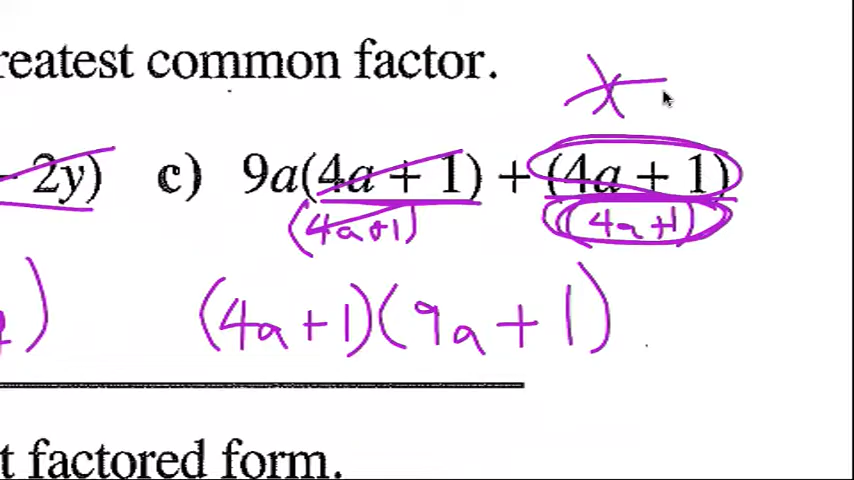 reatest common factor.
- 2y) c) 9a(4a + 1) + (4a + 1)
(4a+1) (4a+1)
) (4a+1)(9a+1)
t factored form.